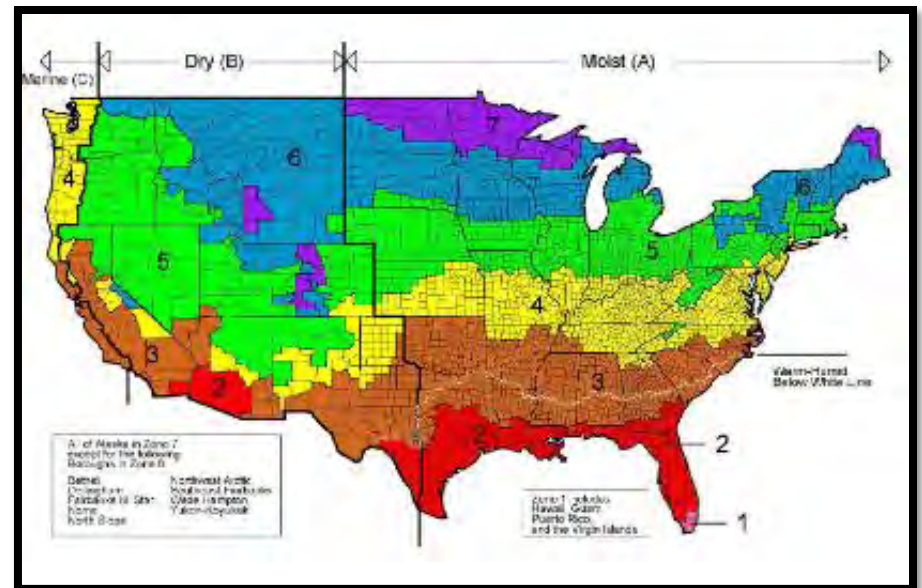 Dry (B)
Moist (A)
Marine (C)
7
6
6
4
5
5
4
3
3
2
2
2
1
Warm-Humid
Below White Line
All of Alaska in Zone 7
except for the following
Boroughs in Zone 8
Bethel
Northwest Arctic
Dellingham
Southeast Fairbanks
Fairbanks N. Star
Wade Hampton
Nome
Yukon-Koyukuk
North Slope
Zone 1 includes
Hawaii, Guam,
Puerto Rico,
and the Virgin Islands